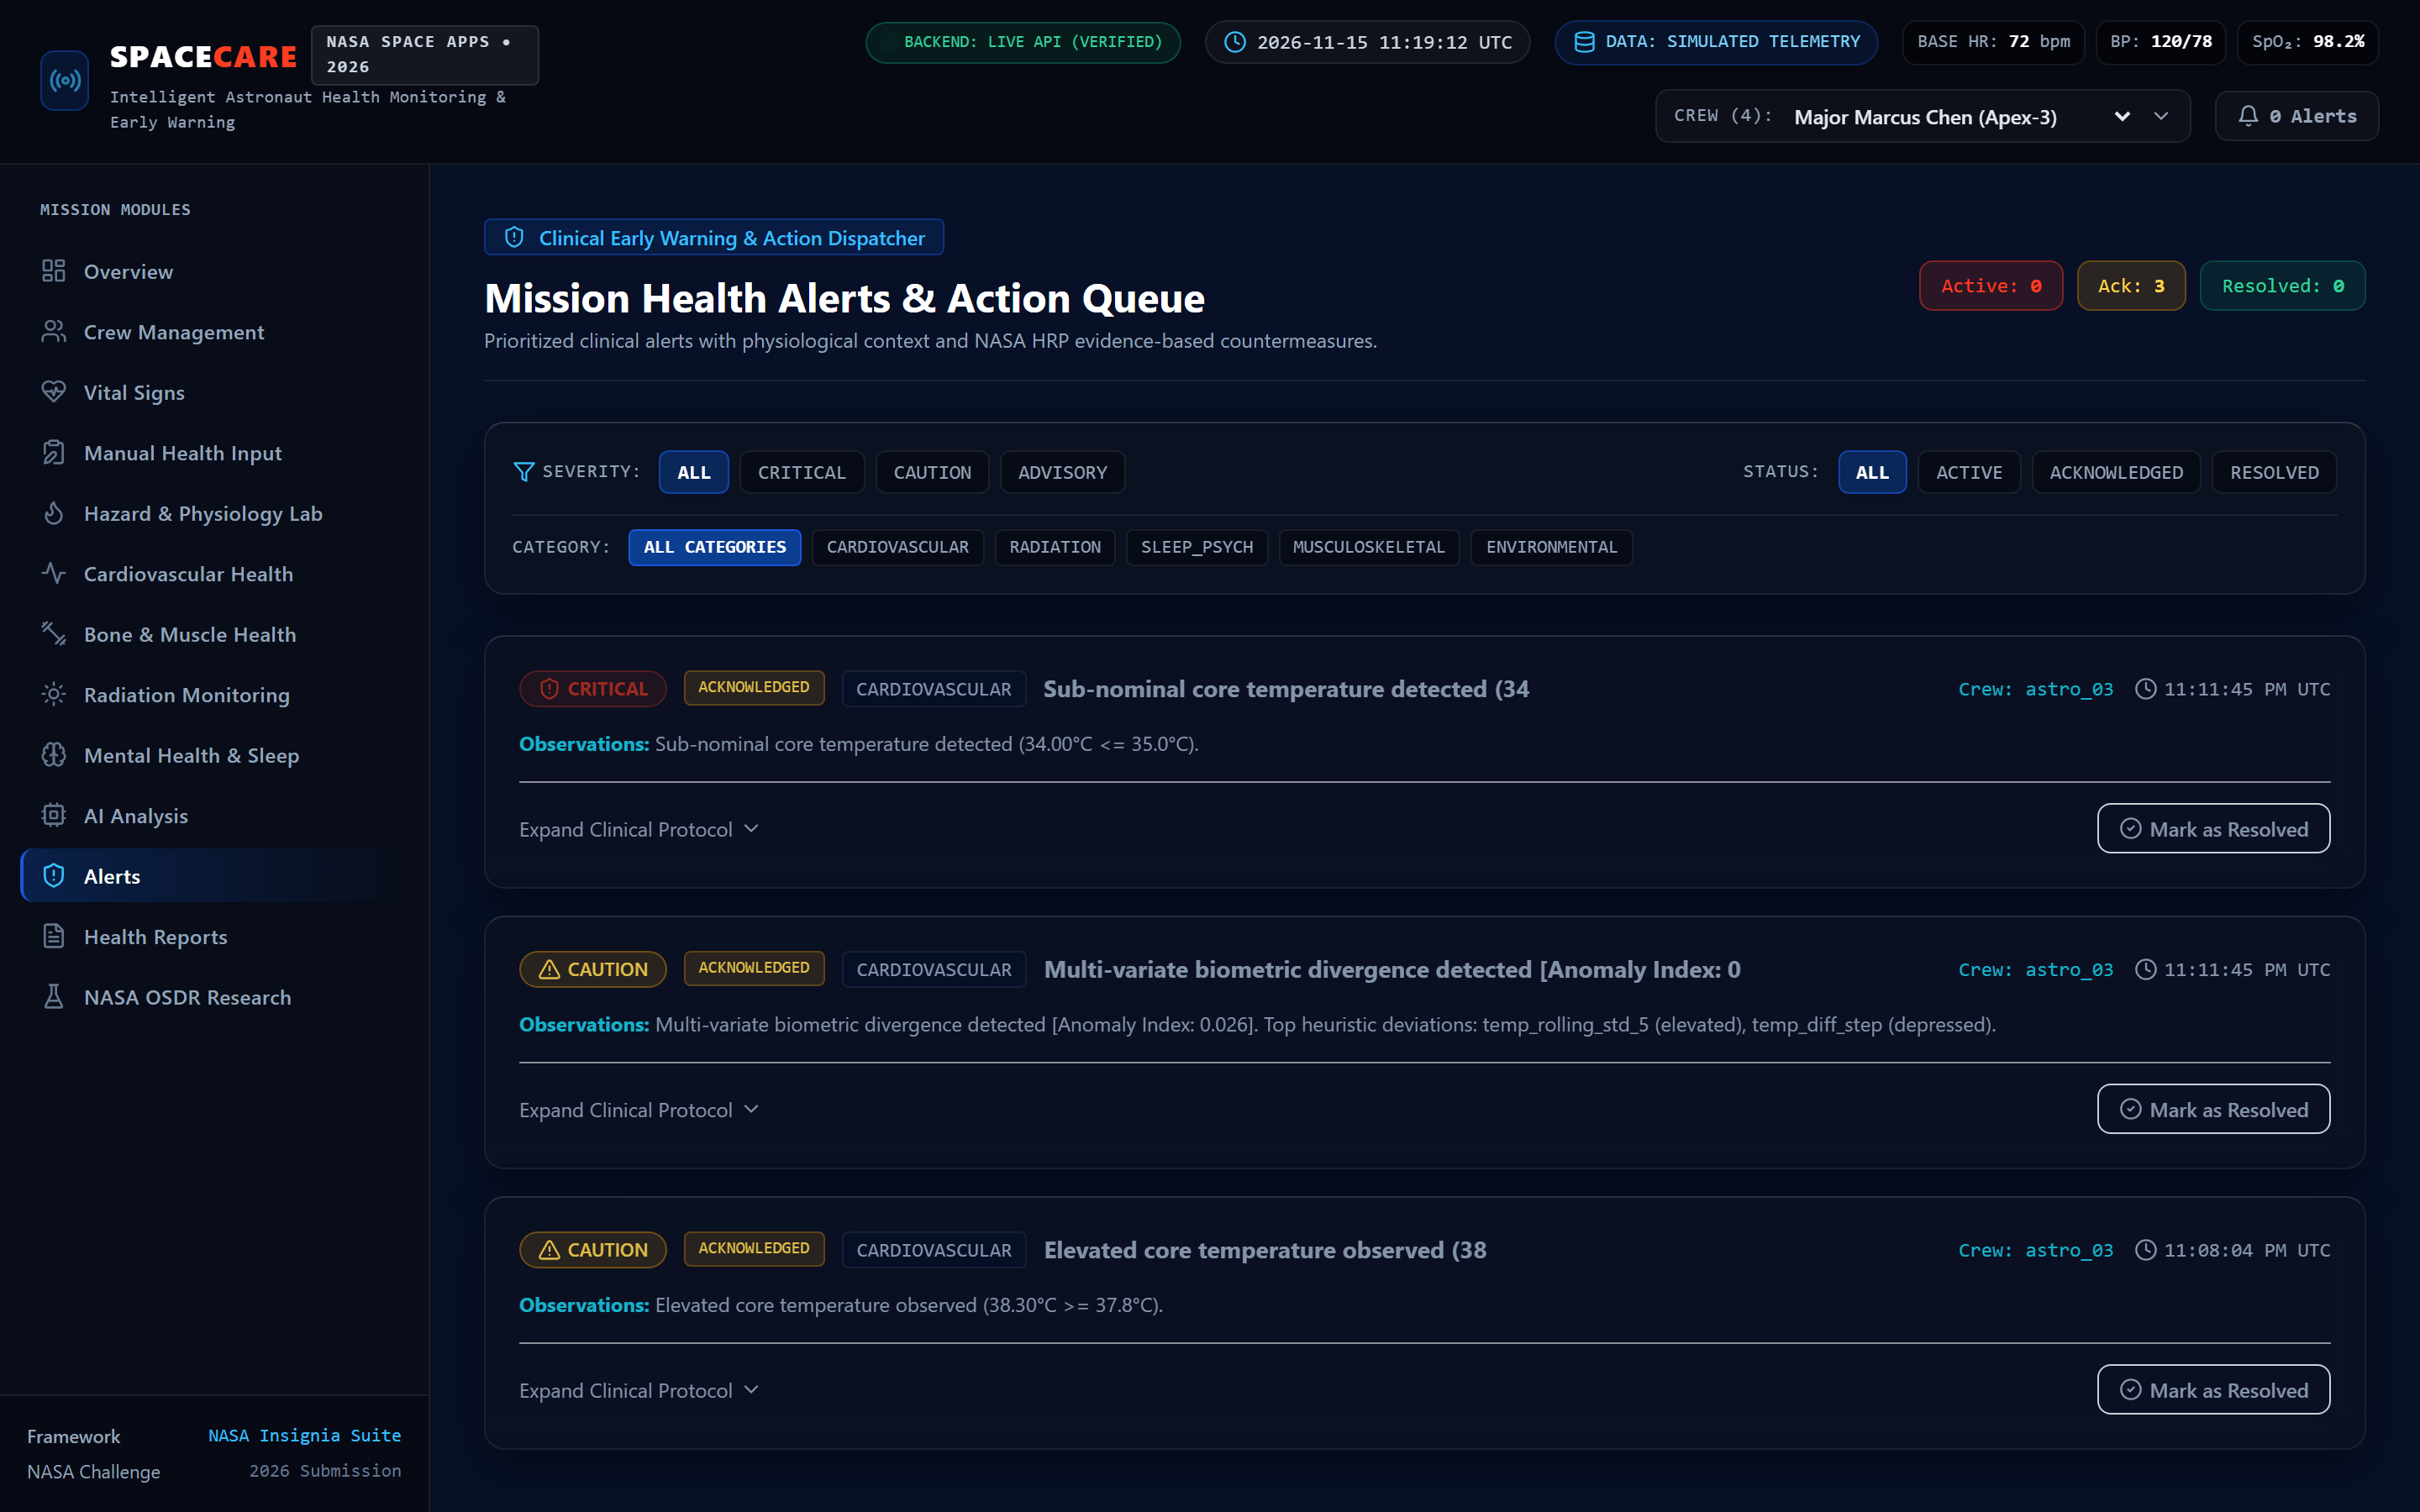 SPACECARE
NASA SPACE APPS •
2026
Intelligent Astronaut Health Monitoring &
Early Warning
BACKEND: LIVE API (VERIFIED)
2026-11-15 11:19:12 UTC
DATA: SIMULATED TELEMETRY
BASE HR: 72 bpm
BP: 120/78
SpO₂: 98.2%
CREW (4): Major Marcus Chen (Apex-3)
0 Alerts
MISSION MODULES
Overview
Crew Management
Vital Signs
Manual Health Input
Hazard & Physiology Lab
Cardiovascular Health
Bone & Muscle Health
Radiation Monitoring
Mental Health & Sleep
AI Analysis
Alerts
Health Reports
NASA OSDR Research
Framework NASA Insignia Suite
NASA Challenge 2026 Submission
Clinical Early Warning & Action Dispatcher
Mission Health Alerts & Action Queue
Prioritized clinical alerts with physiological context and NASA HRP evidence-based countermeasures.
Active: 0 Ack: 3 Resolved: 0
SEVERITY: ALL CRITICAL CAUTION ADVISORY
STATUS: ALL ACTIVE ACKNOWLEDGED RESOLVED
CATEGORY: ALL CATEGORIES CARDIOVASCULAR RADIATION SLEEP_PSYCH MUSCULOSKELETAL ENVIRONMENTAL
CRITICAL ACKNOWLEDGED CARDIOVASCULAR Sub-nominal core temperature detected (34 Crew: astro_03 11:11:45 PM UTC
Observations: Sub-nominal core temperature detected (34.00°C <= 35.0°C).
Expand Clinical Protocol Mark as Resolved
CAUTION ACKNOWLEDGED CARDIOVASCULAR Multi-variate biometric divergence detected [Anomaly Index: 0 Crew: astro_03 11:11:45 PM UTC
Observations: Multi-variate biometric divergence detected [Anomaly Index: 0.026]. Top heuristic deviations: temp_rolling_std_5 (elevated), temp_diff_step (depressed).
Expand Clinical Protocol Mark as Resolved
CAUTION ACKNOWLEDGED CARDIOVASCULAR Elevated core temperature observed (38 Crew: astro_03 11:08:04 PM UTC
Observations: Elevated core temperature observed (38.30°C >= 37.8°C).
Expand Clinical Protocol Mark as Resolved